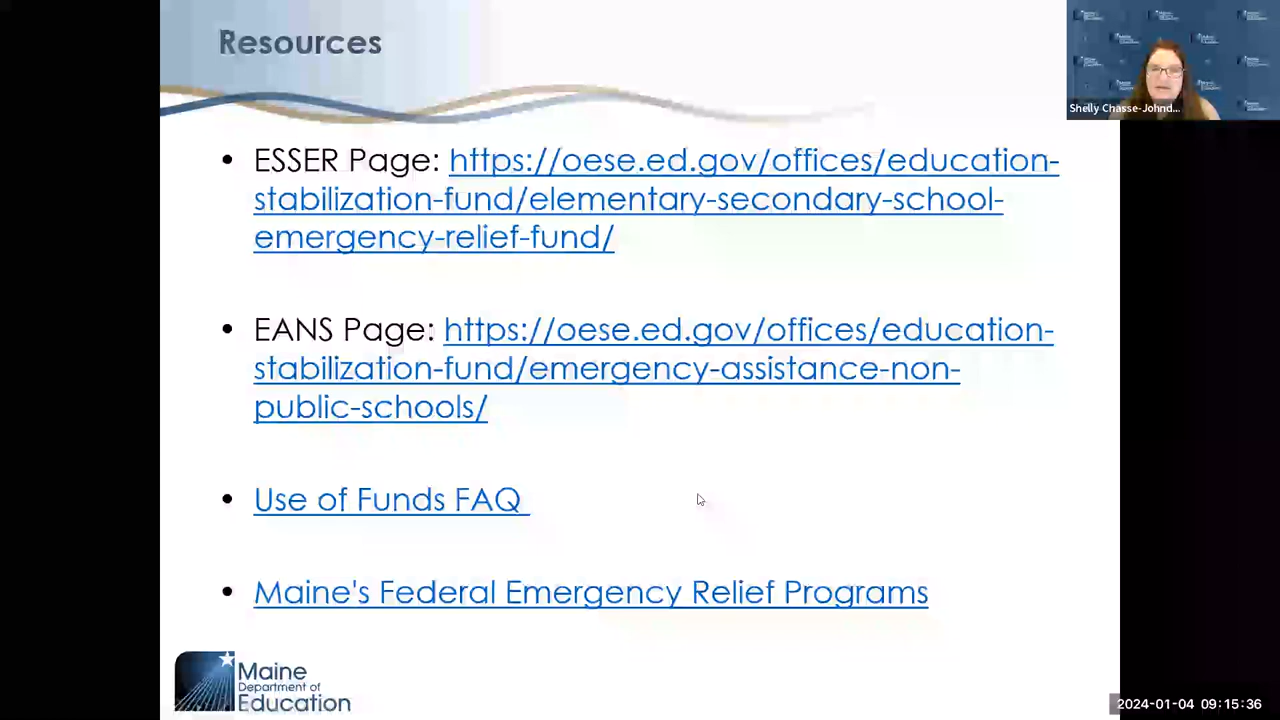 Resources
Shelly Chasse-Johnd...
• ESSER Page: https://oese.ed.gov/offices/education-
stabilization-fund/elementary-secondary-school-
emergency-relief-fund/
• EANS Page: https://oese.ed.gov/offices/education-
stabilization-fund/emergency-assistance-non-
public-schools/
• Use of Funds FAQ
• Maine's Federal Emergency Relief Programs
Maine
Department of
Education
2024-01-04 09:15:36